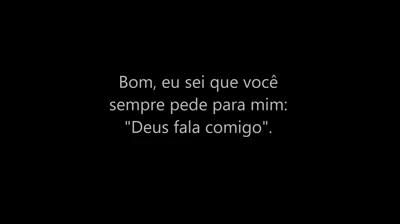 Bom, eu sei que você
sempre pede para mim:
"Deus fala comigo".